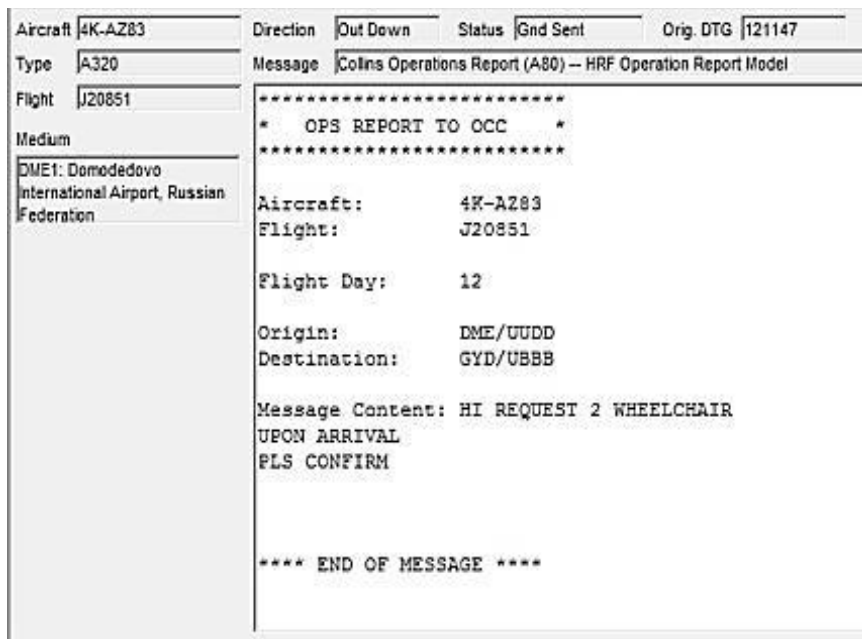 Aircraft 4K-AZ83 Direction Out Down Status Gnd Sent Orig. DTG 121147
Type A320 Message Collins Operations Report (A80) -- HRF Operation Report Model
Flight J20851
Medium
DME1: Domodedovo
International Airport, Russian
Federation
**************************
* OPS REPORT TO OCC *
**************************
Aircraft: 4K-AZ83
Flight: J20851
Flight Day: 12
Origin: DME/UUDD
Destination: GYD/UBBB
Message Content: HI REQUEST 2 WHEELCHAIR
UPON ARRIVAL
PLS CONFIRM
**** END OF MESSAGE ****